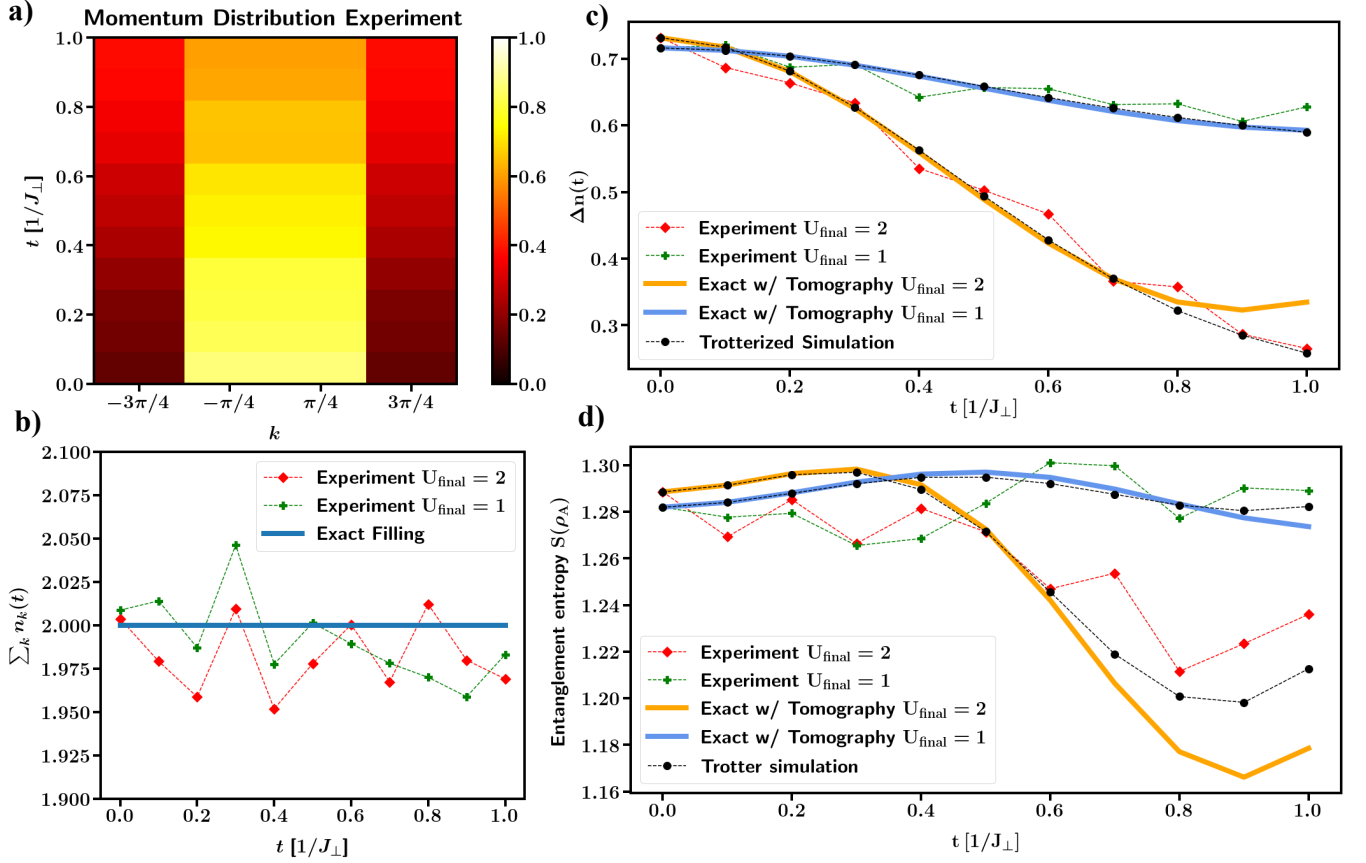 a)
Momentum Distribution Experiment
1.0
0.8
0.6
0.4
0.2
0.0
t [1/J⊥]
−3π/4
−π/4
π/4
3π/4
k
1.0
0.8
0.6
0.4
0.2
0.0
b)
2.100
2.075
2.050
2.025
2.000
1.975
1.950
1.925
1.900
∑k nk(t)
Experiment Ufinal = 2
Experiment Ufinal = 1
Exact Filling
0.0
0.2
0.4
0.6
0.8
1.0
t [1/J⊥]
c)
0.7
0.6
0.5
0.4
0.3
Δn(t)
Experiment Ufinal = 2
Experiment Ufinal = 1
Exact w/ Tomography Ufinal = 2
Exact w/ Tomography Ufinal = 1
Trotterized Simulation
0.0
0.2
0.4
0.6
0.8
1.0
t [1/J⊥]
d)
1.30
1.28
1.26
1.24
1.22
1.20
1.18
1.16
Entanglement entropy S(ρA)
Experiment Ufinal = 2
Experiment Ufinal = 1
Exact w/ Tomography Ufinal = 2
Exact w/ Tomography Ufinal = 1
Trotter simulation
0.0
0.2
0.4
0.6
0.8
1.0
t [1/J⊥]